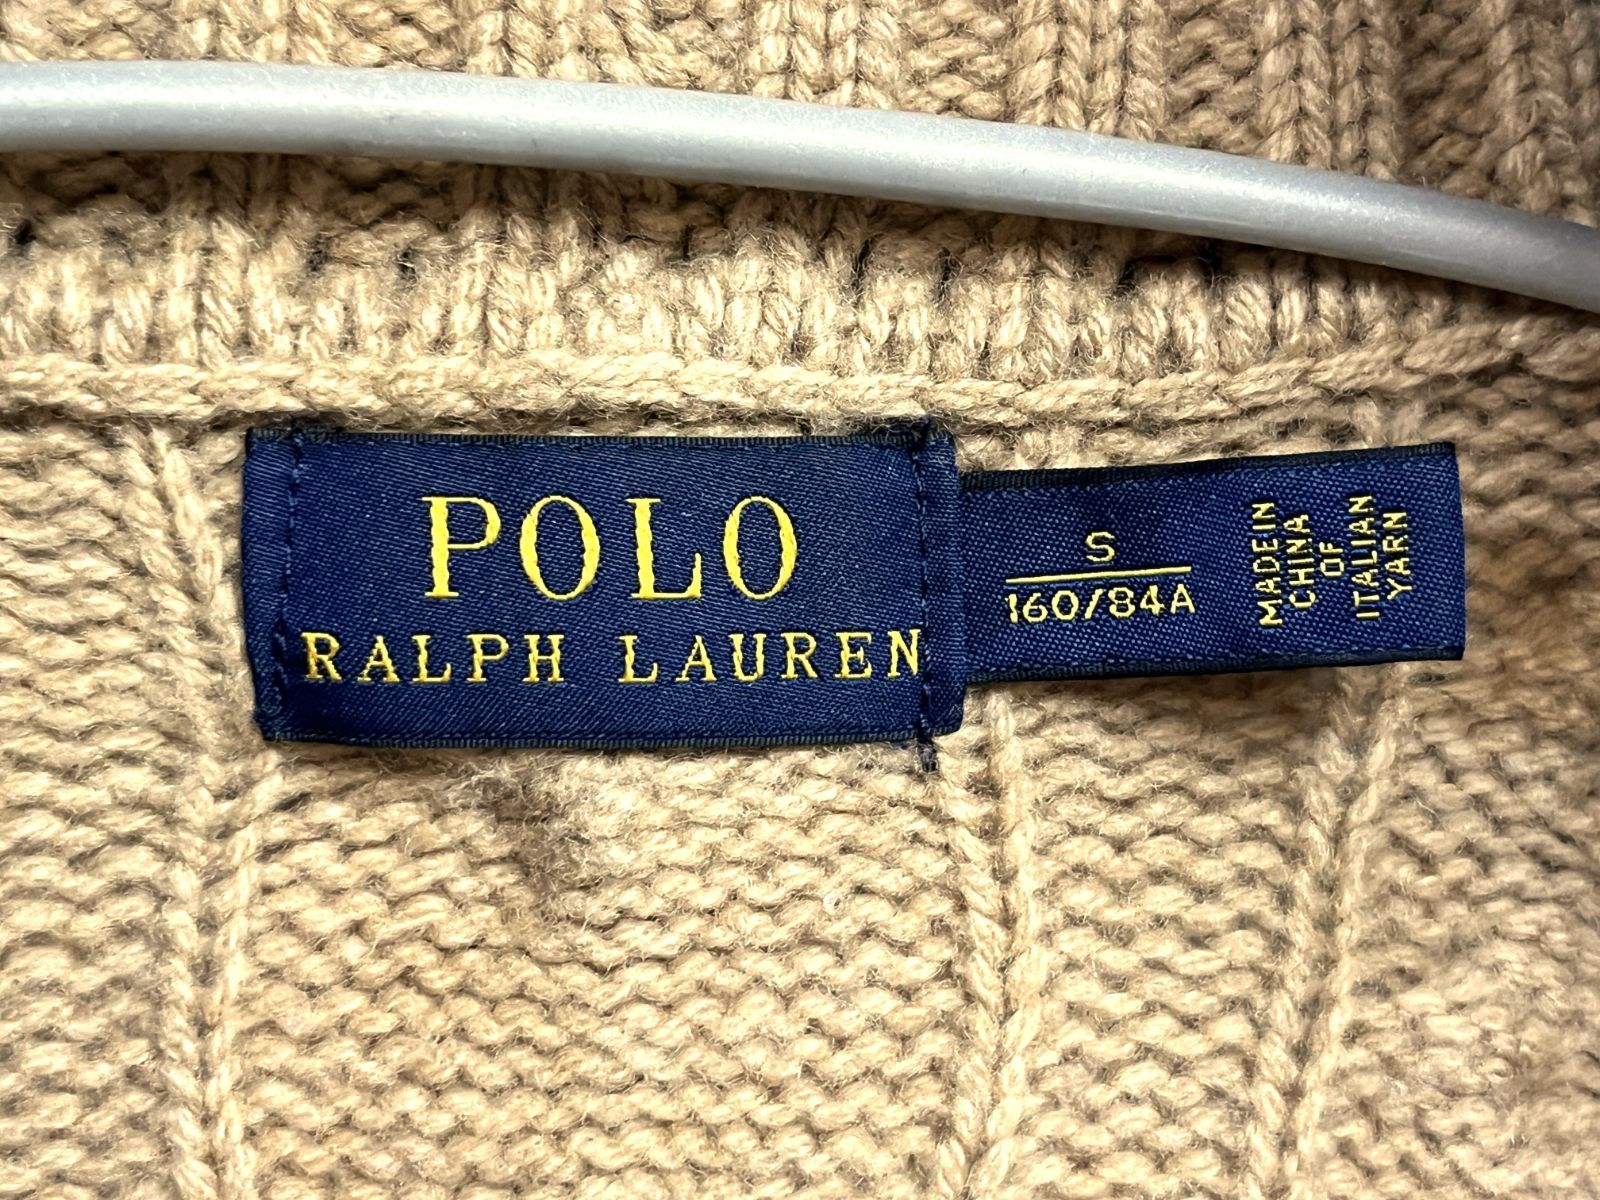 POLO
RALPH LAUREN
S
160/84A
MADE IN
CHINA
OF
ITALIAN
YARN